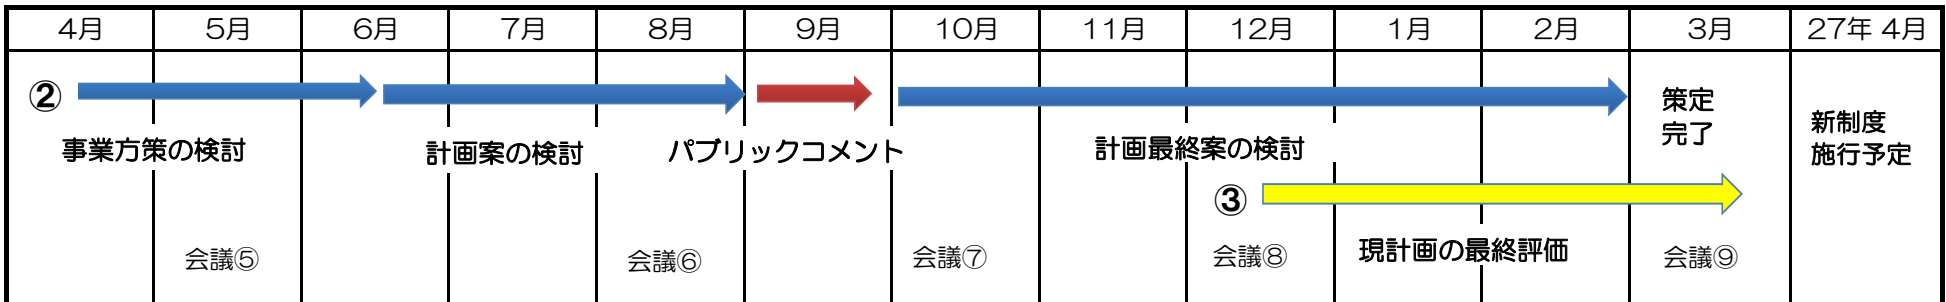 4月 5月 6月 7月 8月 9月 10月 11月 12月 1月 2月 3月 27年 4月
②
事業方策の検討
計画案の検討
パブリックコメント
計画最終案の検討
策定
完了
新制度
施行予定
③
現計画の最終評価
会議⑤ 会議⑥ 会議⑦ 会議⑧ 会議⑨